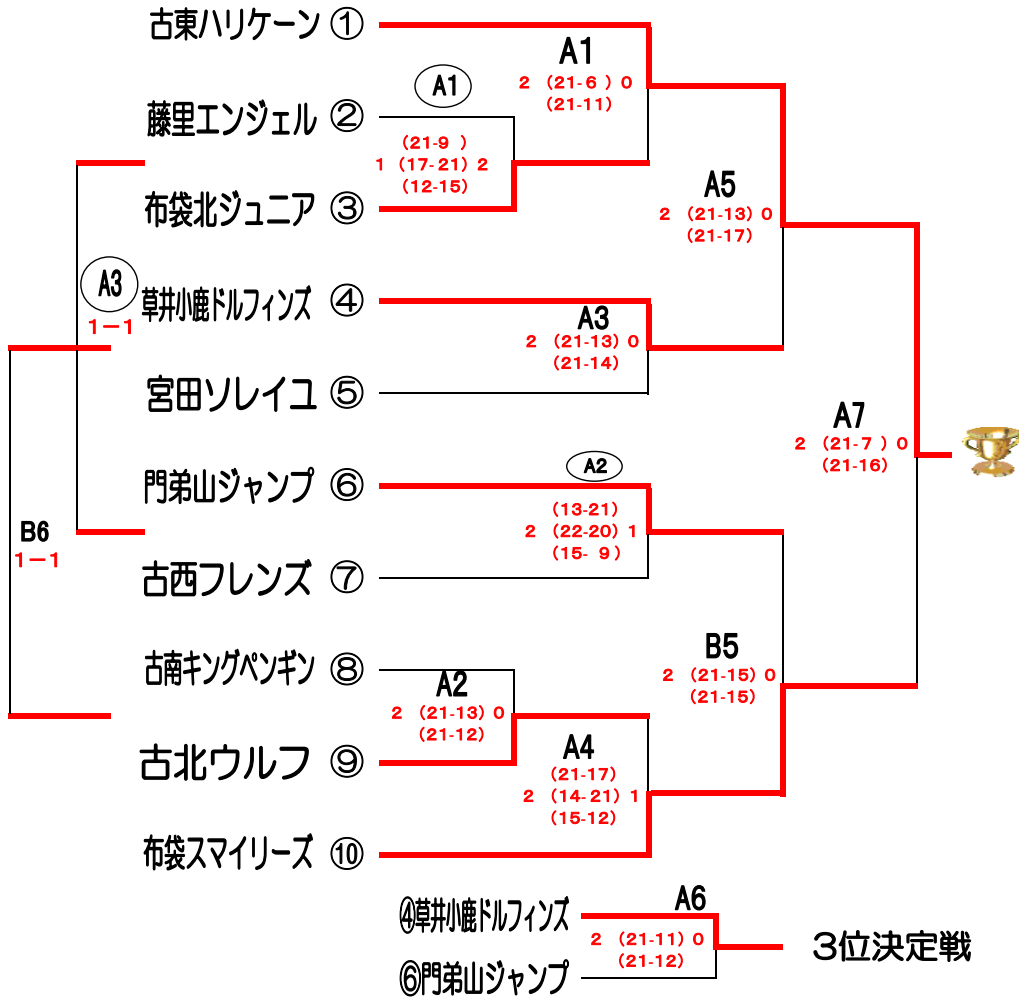 古東ハリケーン ①
A1
2 (21-6 ) 0
(21-11)
A1
藤里エンジェル ②
(21-9 )
1 (17-21) 2
(12-15)
布袋北ジュニア ③
A5
2 (21-13) 0
(21-17)
A3
1-1
草井小鹿ドルフィンズ ④
A3
2 (21-13) 0
(21-14)
宮田ソレイユ ⑤
A7
2 (21-7 ) 0
(21-16)
門弟山ジャンプ ⑥
A2
(13-21)
2 (22-20) 1
(15- 9 )
B6
1-1
古西フレンズ ⑦
B5
2 (21-15) 0
(21-15)
古南キングペンギン ⑧
A2
2 (21-13) 0
(21-12)
古北ウルフ ⑨
A4
(21-17)
2 (14-21) 1
(15-12)
布袋スマイリーズ ⑩
A6
④草井小鹿ドルフィンズ
2 (21-11) 0
(21-12)
3位決定戦
⑥門弟山ジャンプ